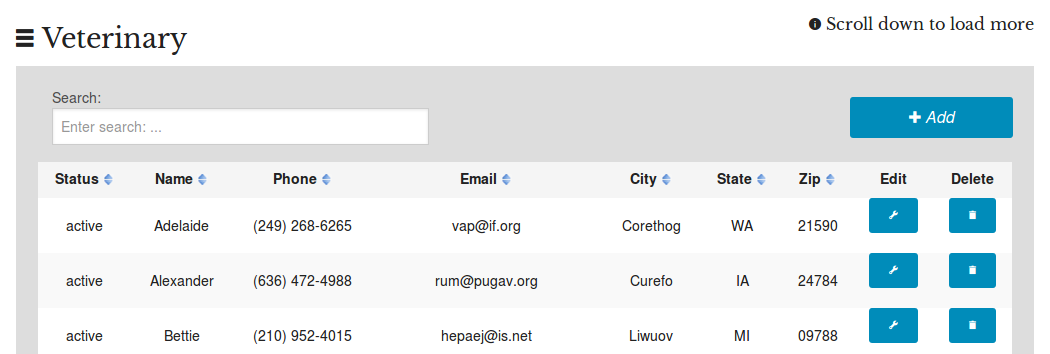 Veterinary
Scroll down to load more
Search:
Enter search: ...
Add
Status Name Phone Email City State Zip Edit Delete
active Adelaide (249) 268-6265 vap@if.org Corethog WA 21590
active Alexander (636) 472-4988 rum@pugav.org Curefo IA 24784
active Bettie (210) 952-4015 hepaej@is.net Liwuov MI 09788